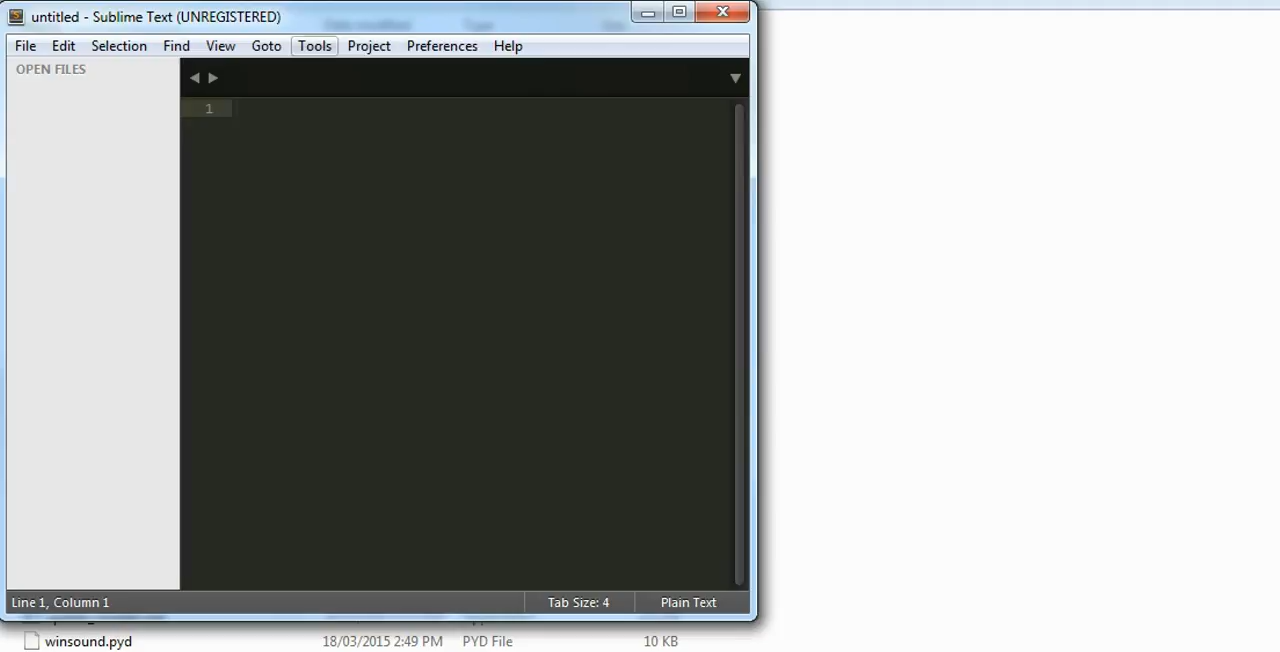 untitled - Sublime Text (UNREGISTERED)
File Edit Selection Find View Goto Tools Project Preferences Help
OPEN FILES
1
Line 1, Column 1 Tab Size: 4 Plain Text
winsound.pyd 18/03/2015 2:49 PM PYD File 10 KB